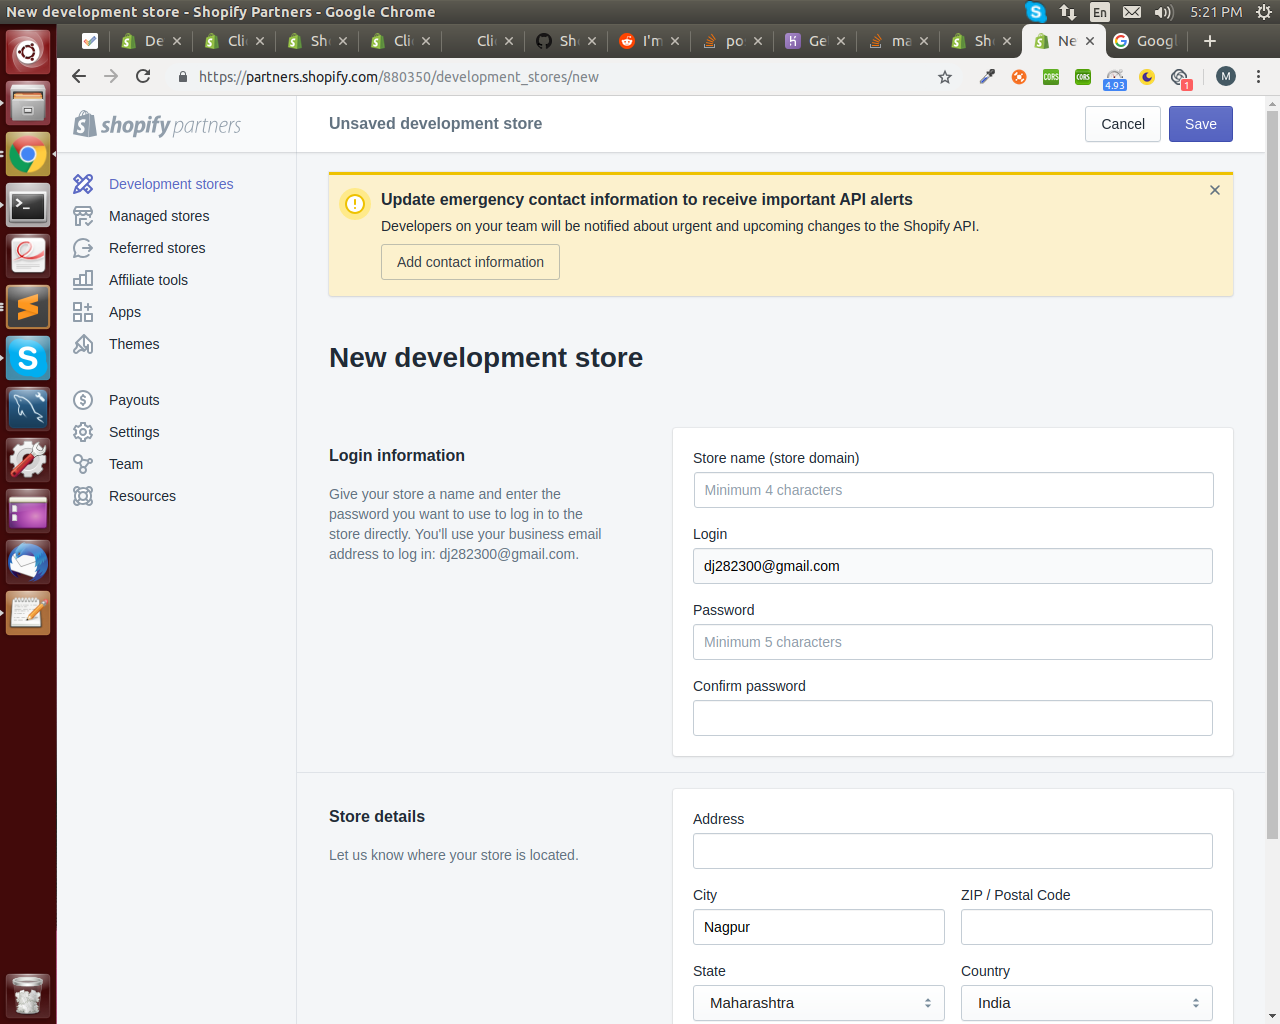 New development store - Shopify Partners - Google Chrome
En
5:21 PM
De
Cli
Sh
Cli
Cli
Sh
I'm
po
Ge
ma
Sh
Ne
Googl
https://partners.shopify.com/880350/development_stores/new
CORS
CORS
4.93
1
M
shopify partners
Unsaved development store
Cancel
Save
Development stores
Managed stores
Referred stores
Affiliate tools
Apps
Themes
Payouts
Settings
Team
Resources
Update emergency contact information to receive important API alerts
Developers on your team will be notified about urgent and upcoming changes to the Shopify API.
Add contact information
New development store
Login information
Give your store a name and enter the
password you want to use to log in to the
store directly. You'll use your business email
address to log in: dj282300@gmail.com.
Store name (store domain)
Minimum 4 characters
Login
dj282300@gmail.com
Password
Minimum 5 characters
Confirm password
Store details
Let us know where your store is located.
Address
City
ZIP / Postal Code
Nagpur
State
Country
Maharashtra
India